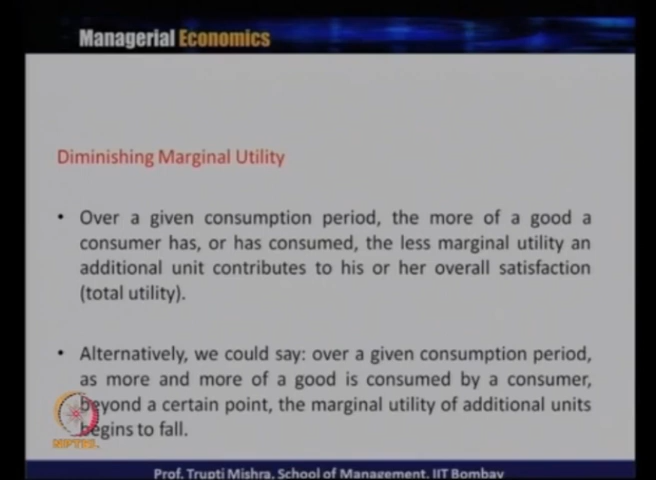 Managerial Economics
Diminishing Marginal Utility
• Over a given consumption period, the more of a good a
consumer has, or has consumed, the less marginal utility an
additional unit contributes to his or her overall satisfaction
(total utility).
• Alternatively, we could say: over a given consumption period,
as more and more of a good is consumed by a consumer,
beyond a certain point, the marginal utility of additional units
begins to fall.
NPTEL
Prof. Trupti Mishra, School of Management, IIT Bombay